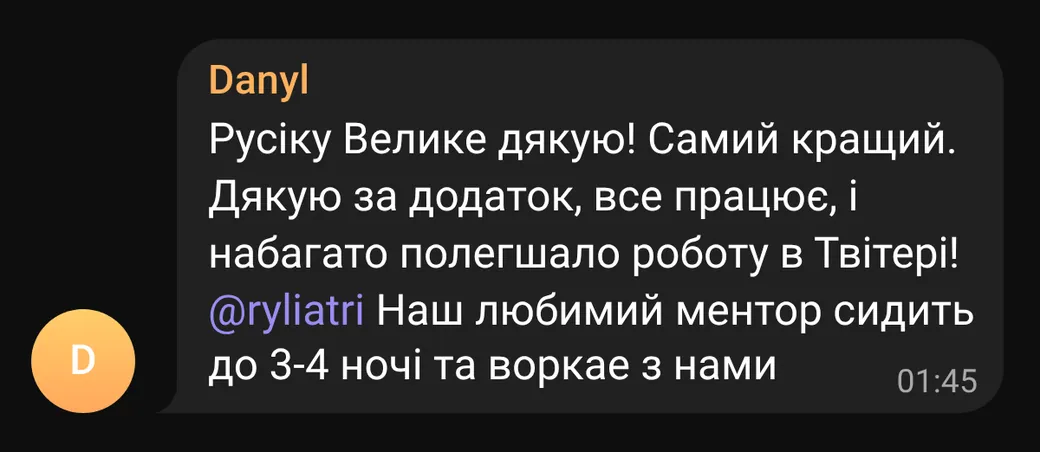 Danyl
Русіку Велике дякую! Самий кращий.
Дякую за додаток, все працює, і
набагато полегшало роботу в Твітері!
@ryliatri Наш любимий ментор сидить
до 3-4 ночі та воркае з нами
01:45
D